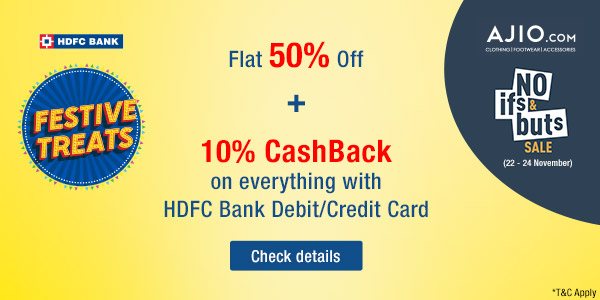 HDFC BANK
FESTIVE
TREATS
Flat 50% Off
+
10% CashBack
on everything with
HDFC Bank Debit/Credit Card
Check details
AJIO.COM
CLOTHING|FOOTWEAR|ACCESSORIES
NO
ifs &
buts
SALE
(22 - 24 November)
*T&C Apply